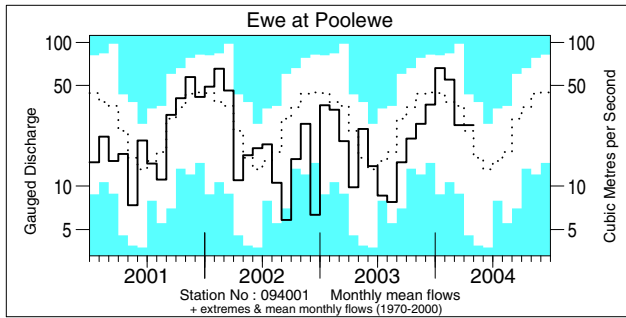 Ewe at Poolewe
100
50
10
5
Gauged Discharge
100
50
10
5
Cubic Metres per Second
2001 2002 2003 2004
Station No : 094001 Monthly mean flows
+ extremes & mean monthly flows (1970-2000)